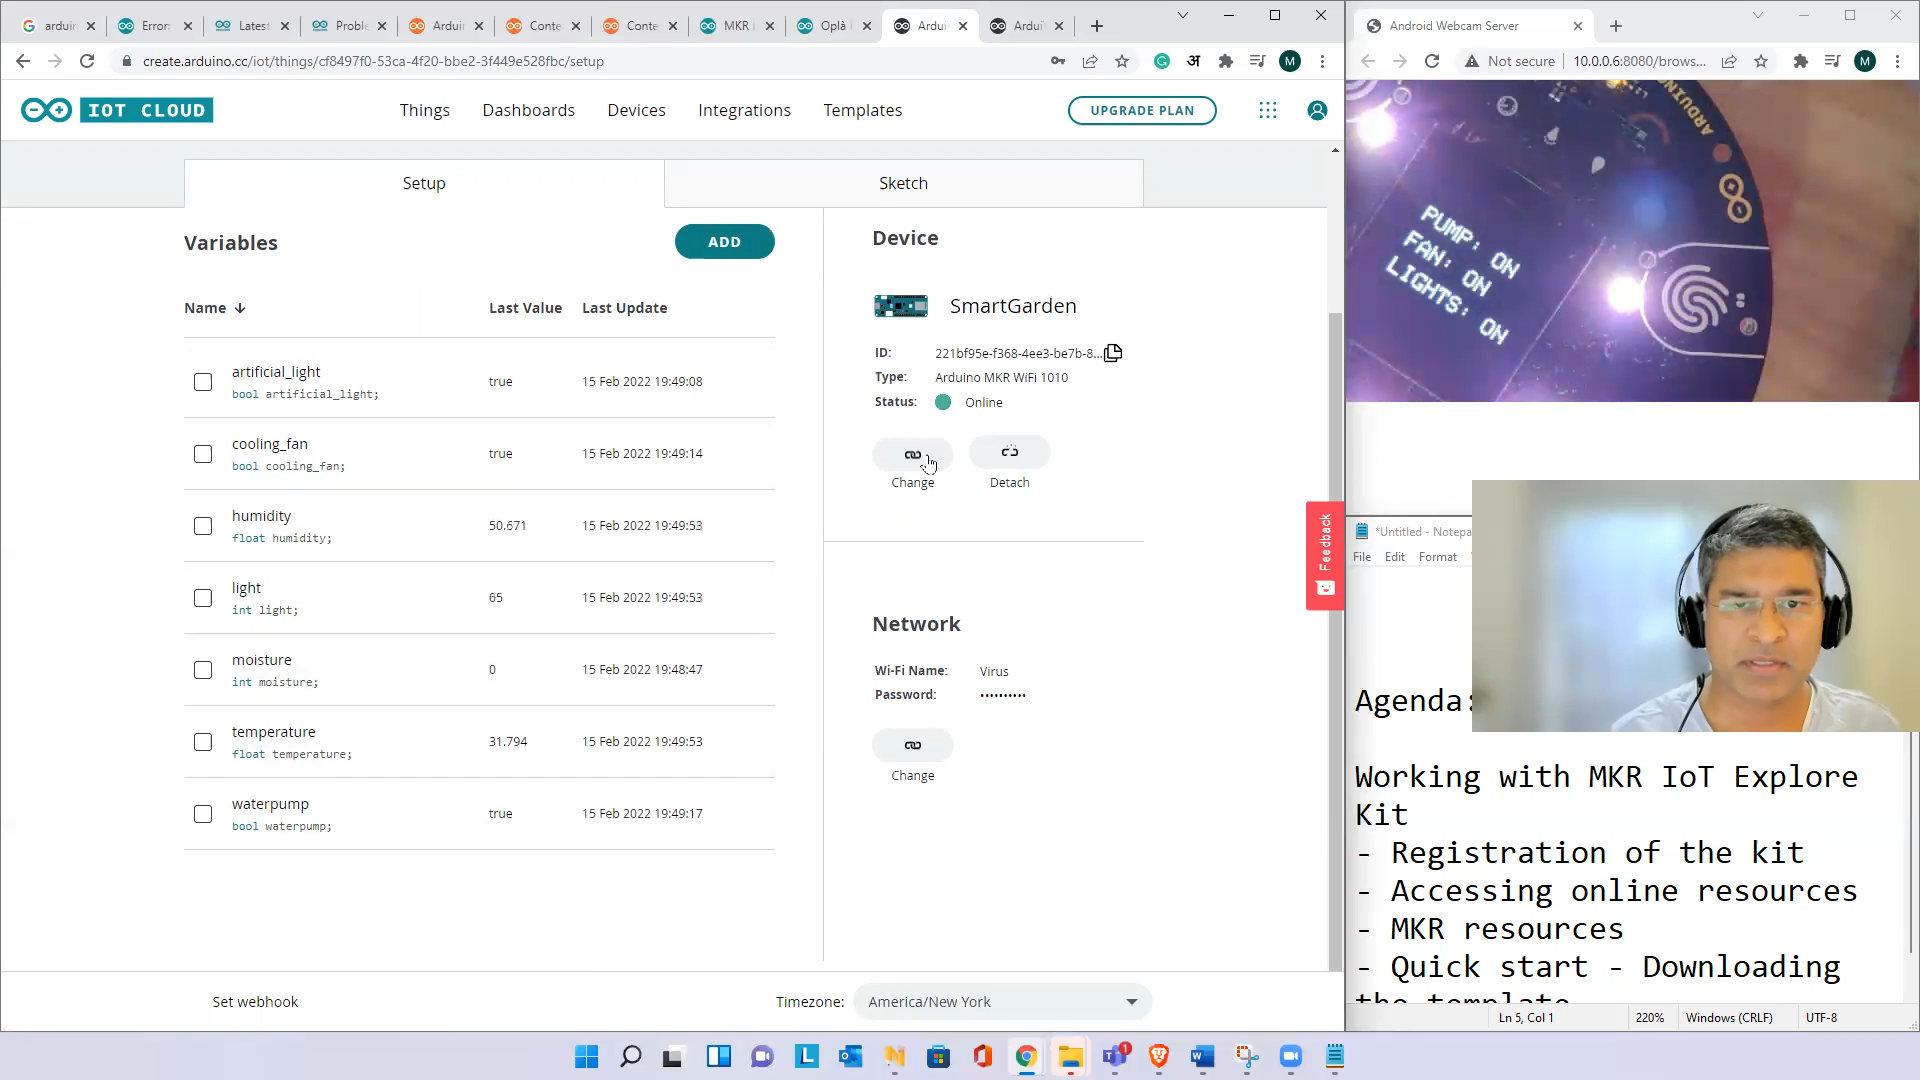 arduin
Error:
Latest
Proble
Arduin
Conte
Conte
MKR I
Oplà I
Ardui
Ardui
create.arduino.cc/iot/things/cf8497f0-53ca-4f20-bbe2-3f449e528fbc/setup
M
IOT CLOUD
Things
Dashboards
Devices
Integrations
Templates
UPGRADE PLAN
Setup
Sketch
Variables
ADD
Name
Last Value
Last Update
artificial_light
bool artificial_light;
true
15 Feb 2022 19:49:08
cooling_fan
bool cooling_fan;
true
15 Feb 2022 19:49:14
humidity
float humidity;
50.671
15 Feb 2022 19:49:53
light
int light;
65
15 Feb 2022 19:49:53
moisture
int moisture;
0
15 Feb 2022 19:48:47
temperature
float temperature;
31.794
15 Feb 2022 19:49:53
waterpump
bool waterpump;
true
15 Feb 2022 19:49:17
Device
SmartGarden
ID: 221bf95e-f368-4ee3-be7b-8...
Type: Arduino MKR WiFi 1010
Status: Online
Change
Detach
Network
Wi-Fi Name: Virus
Password: ••••••••••
Change
Feedback
Set webhook
Timezone: America/New York
Android Webcam Server
Not secure
10.0.0.6:8080/brows...
M
ARDUINO
PUMP: ON
FAN: ON
LIGHTS: ON
*Untitled - Notepa
File Edit Format
Agenda:
Working with MKR IoT Explore
Kit
- Registration of the kit
- Accessing online resources
- MKR resources
- Quick start - Downloading
the template
Ln 5, Col 1
220%
Windows (CRLF)
UTF-8
1